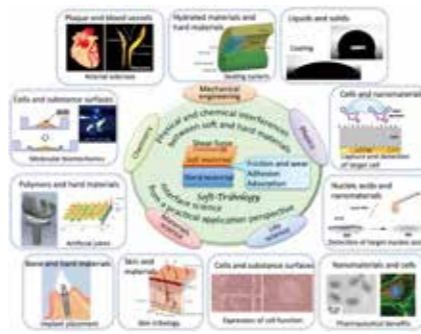 Plaque and blood vessels
Arterial sclerosis
Hydrated materials and
hard materials
Sealing system
Liquids and solids
Coating
Mechanical
engineering
Cells and substance surfaces
Molecular biomechanics
Cells and nanomaterials
Capture and detection
of target cell
Chemistry
Physics
Physical and chemical interferences
between soft and hard materials
Shear force
Soft material
Hard material
Friction and wear
Adhesion
Adsorption
Soft-Tribology
Interface science
from a practical application perspective
Materials science
Life science
Polymers and hard materials
Artificial joints
Nucleic acids and
nanomaterials
Detection of target nucleic acid
Bone and hard materials
Implant placement
Skin and
materials
Skin tribology
Cells and substance surfaces
Expression of cell function
Nanomaterials and cells
Pharmaceutical benefits